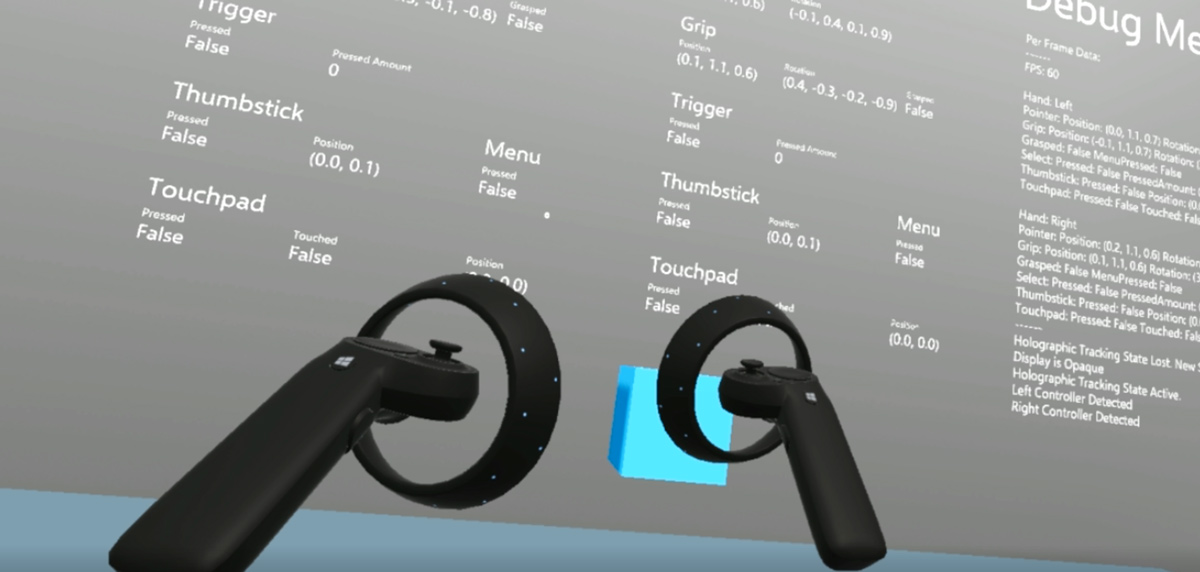 -0.1, -0.8)
Grasped
False
Trigger
Pressed
False
Pressed Amount
0
Thumbstick
Pressed
False
Position
(0.0, 0.1)
Menu
Pressed
False
Touchpad
Pressed
False
Touched
False
Position
(-0.1, 0.4, 0.1, 0.9)
Grip
Position
(0.1, 1.1, 0.6)
Rotation
(0.4, -0.3, -0.2, -0.9)
False
Trigger
Pressed
False
Pressed Amount
0
Thumbstick
Pressed
False
Position
(0.0, 0.1)
Menu
Pressed
False
Touchpad
Pressed
False
Position
(0.0, 0.0)
Debug Me
Per Frame Data:
------
FPS: 60
Hand: Left
Pointer: Position: (0.0, 1.1, 0.7) Rotation
Grip: Position: (-0.1, 1.1, 0.7) Rotation:
Grasped: False MenuPressed: False
Select: Pressed: False PressedAmount:
Thumbstick: Pressed: False Position:
Touchpad: Pressed: False Touched:
Hand: Right
Pointer: Position: (0.2, 1.1, 0.6) Rotation
Grip: Position: (0.1, 1.1, 0.6) Rotation:
Grasped: False MenuPressed: False
Select: Pressed: False PressedAmount
Thumbstick: Pressed: False Position:
Touchpad: Pressed: False Touched:
------
Holographic Tracking State Lost. New
Display is Opaque
Holographic Tracking State Active.
Left Controller Detected
Right Controller Detected